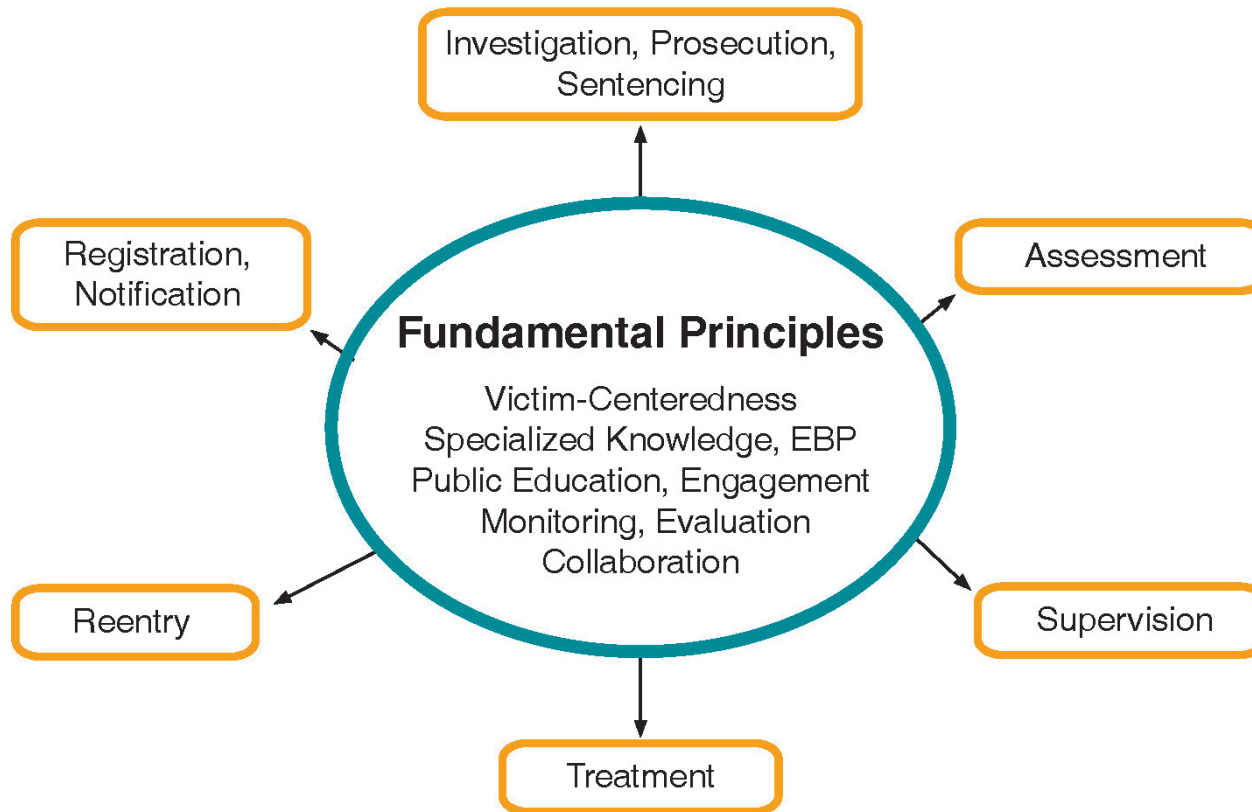 Investigation, Prosecution,
Sentencing
Registration,
Notification
Assessment
Fundamental Principles
Victim-Centeredness
Specialized Knowledge, EBP
Public Education, Engagement
Monitoring, Evaluation
Collaboration
Reentry
Supervision
Treatment